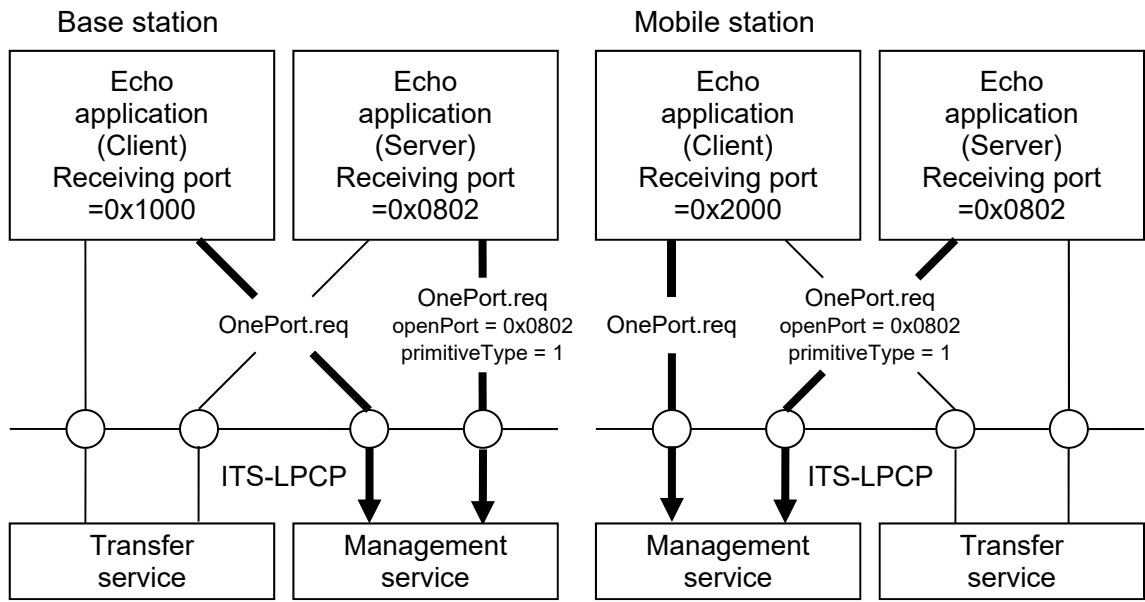 Base station
Mobile station
Echo
application
(Client)
Receiving port
=0x1000
Echo
application
(Server)
Receiving port
=0x0802
Echo
application
(Client)
Receiving port
=0x2000
Echo
application
(Server)
Receiving port
=0x0802
OnePort.req
OnePort.req
openPort = 0x0802
primitiveType = 1
OnePort.req
OnePort.req
openPort = 0x0802
primitiveType = 1
ITS-LPCP
ITS-LPCP
Transfer
service
Management
service
Management
service
Transfer
service